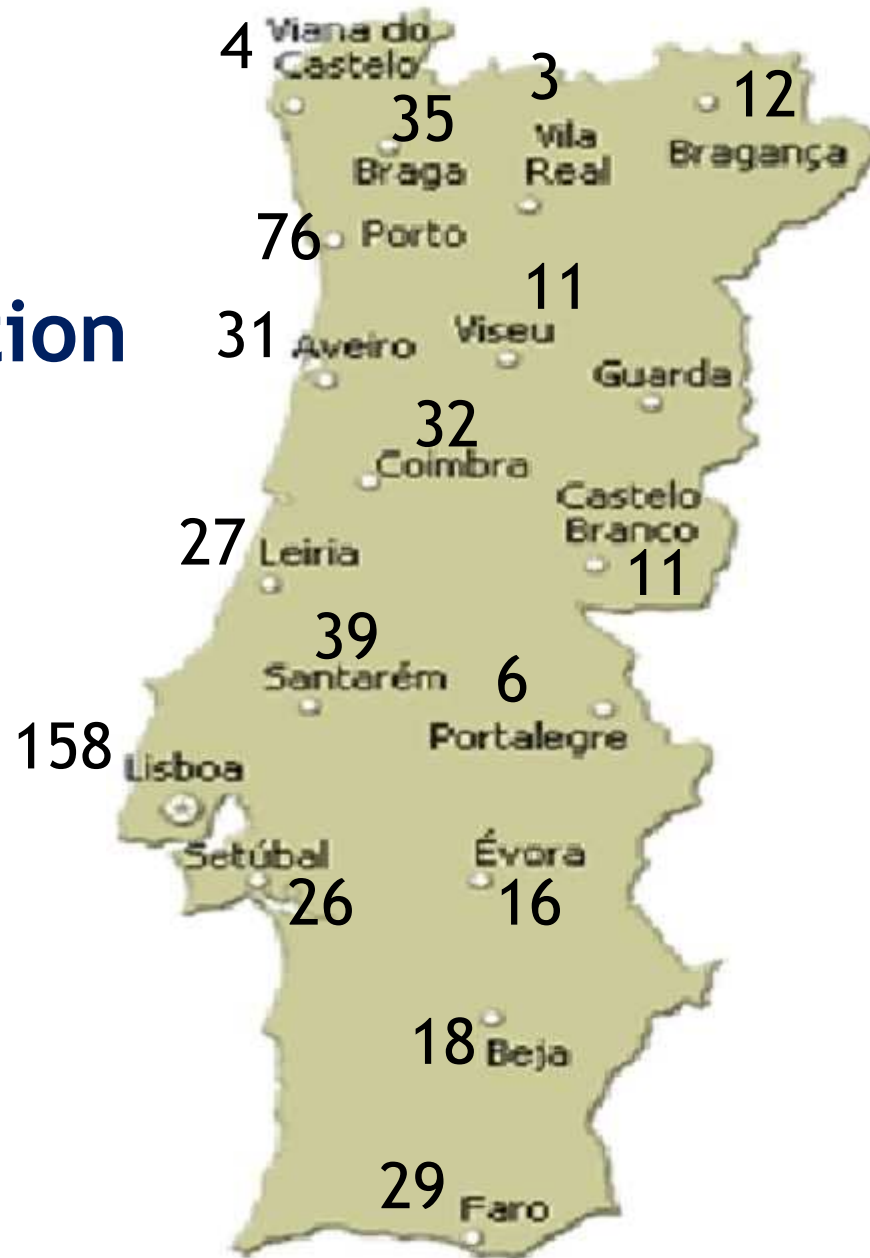 4 Viana do
Castelo
3
12
35
Vila
Real
Bragança
Braga
76 Porto
11
tion
31 Aveiro
Viseu
Guarda
32
Coimbra
Castelo
Branco
27 Leiria
11
39
Santarém
6
Portalegre
158 Lisboa
Setúbal
Évora
26
16
18 Beja
29 Faro